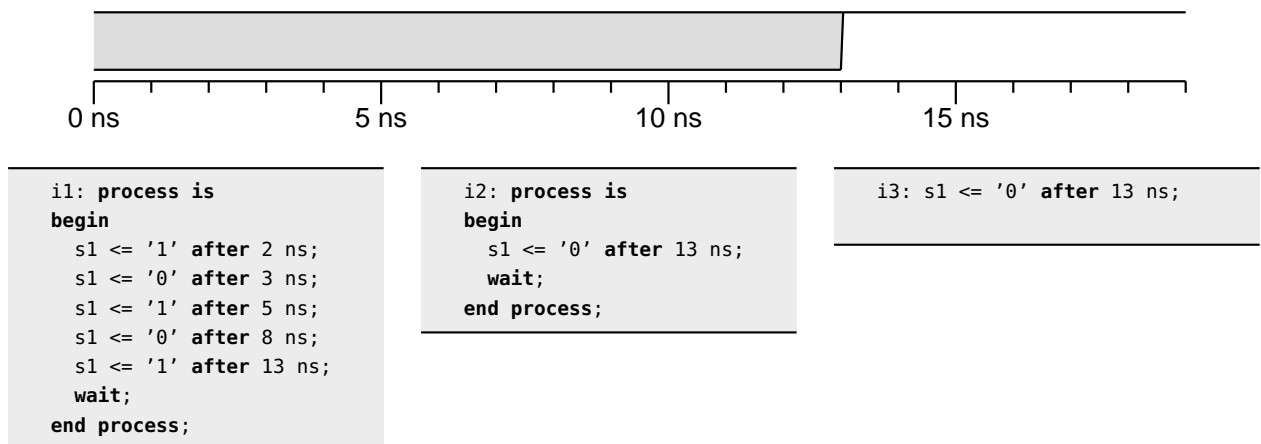 0 ns 5 ns 10 ns 15 ns
i1: process is
begin
s1 <= ’1’ after 2 ns;
s1 <= ’0’ after 3 ns;
s1 <= ’1’ after 5 ns;
s1 <= ’0’ after 8 ns;
s1 <= ’1’ after 13 ns;
wait;
end process;
i2: process is
begin
s1 <= ’0’ after 13 ns;
wait;
end process;
i3: s1 <= ’0’ after 13 ns;